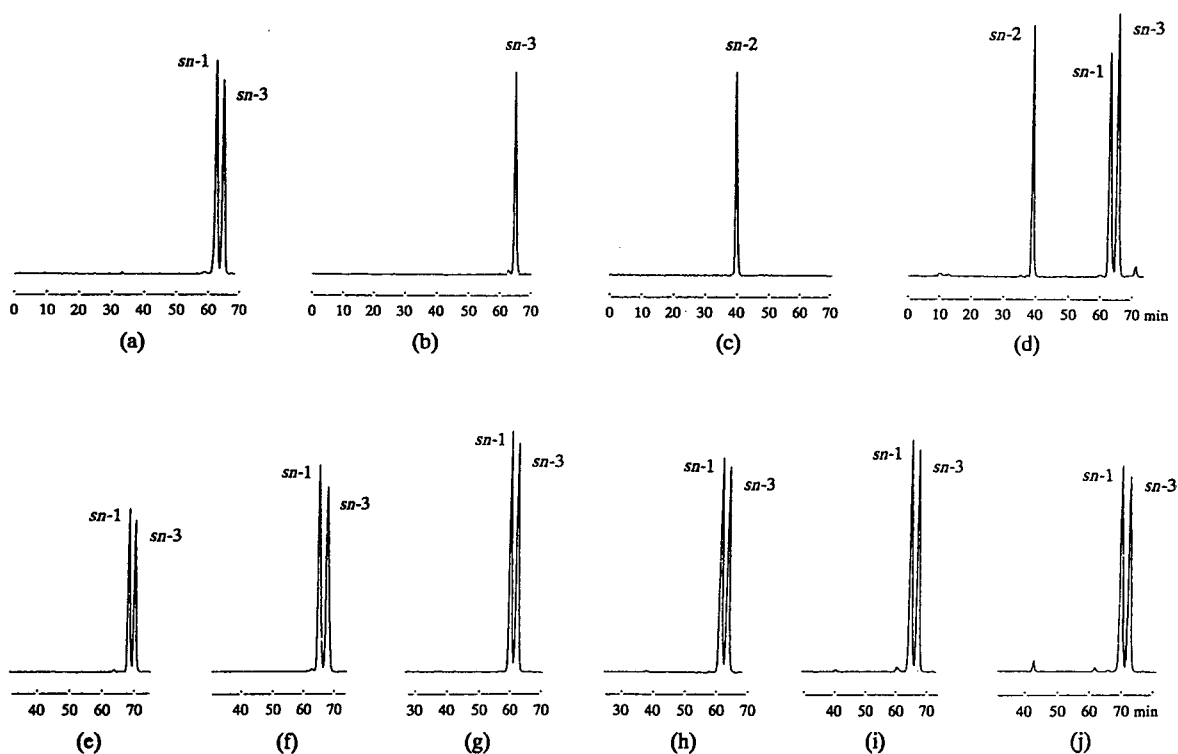 sn-1
sn-3
0 10 20 30 40 50 60 70
(a)
sn-3
0 10 20 30 40 50 60 70
(b)
sn-2
0 10 20 30 40 50 60 70
(c)
sn-2
sn-3
sn-1
0 10 20 30 40 50 60 70 min
(d)
sn-1
sn-3
40 50 60 70
(e)
sn-1
sn-3
40 50 60 70
(f)
sn-1
sn-3
30 40 50 60 70
(g)
sn-1
sn-3
30 40 50 60 70
(h)
sn-1
sn-3
40 50 60 70
(i)
sn-1
sn-3
40 50 60 70 min
(j)